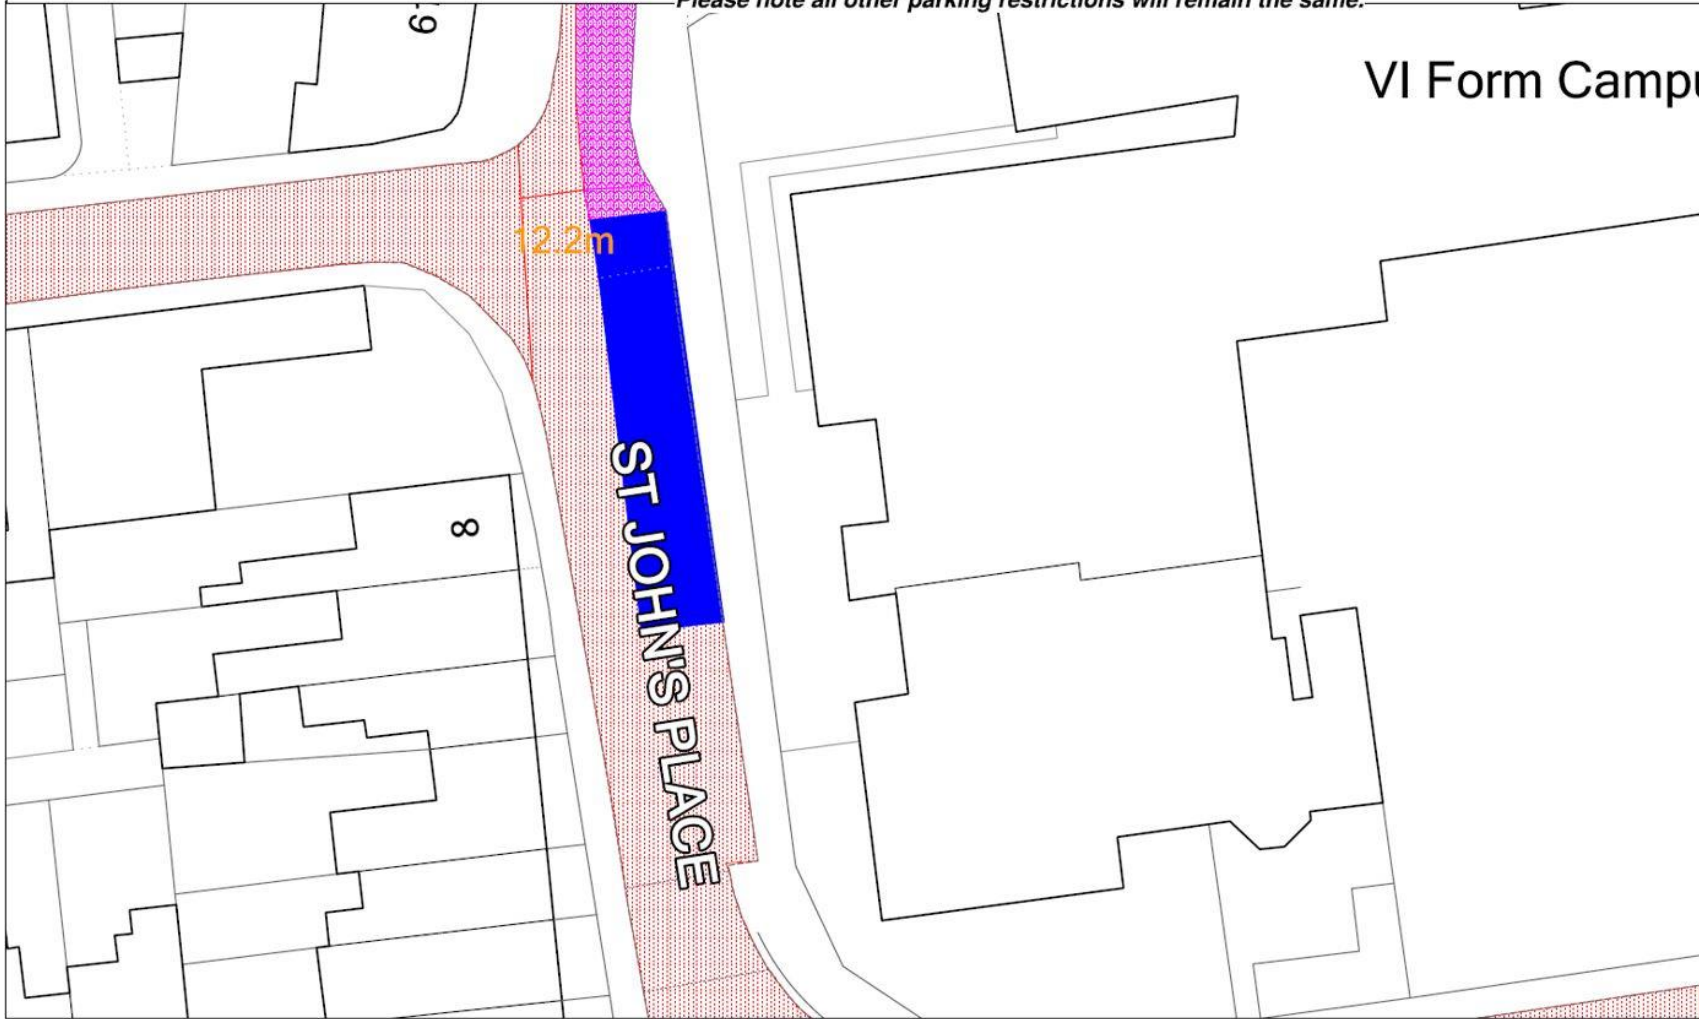 Please note all other parking restrictions will remain the same.
VI Form Campu
12.2m
8
ST JOHN'S PLACE